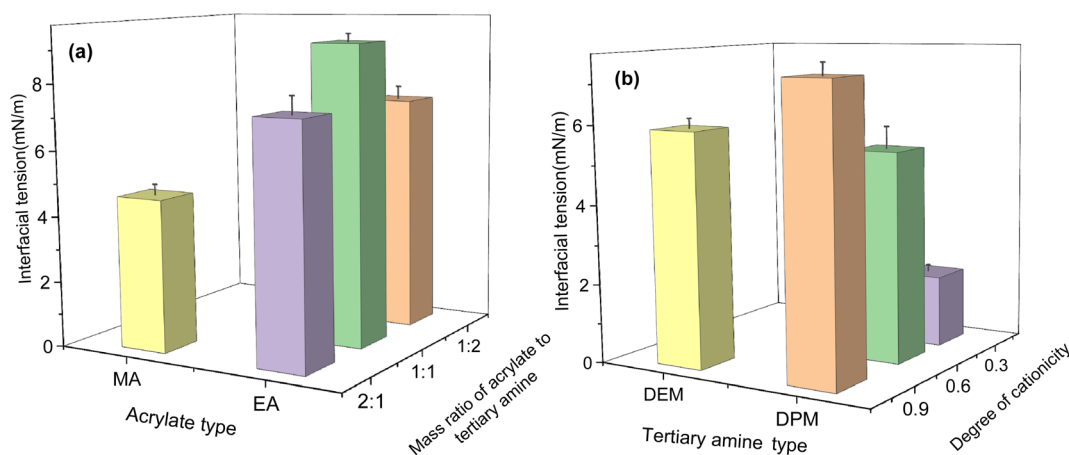 (a)
Interfacial tension(mN/m)
8
6
4
2
0
MA
EA
Acrylate type
2:1
1:1
1:2
Mass ratio of acrylate to
tertiary amine
(b)
Interfacial tension(mN/m)
6
4
2
0
DEM
DPM
Tertiary amine type
0.9
0.6
0.3
Degree of cationicity